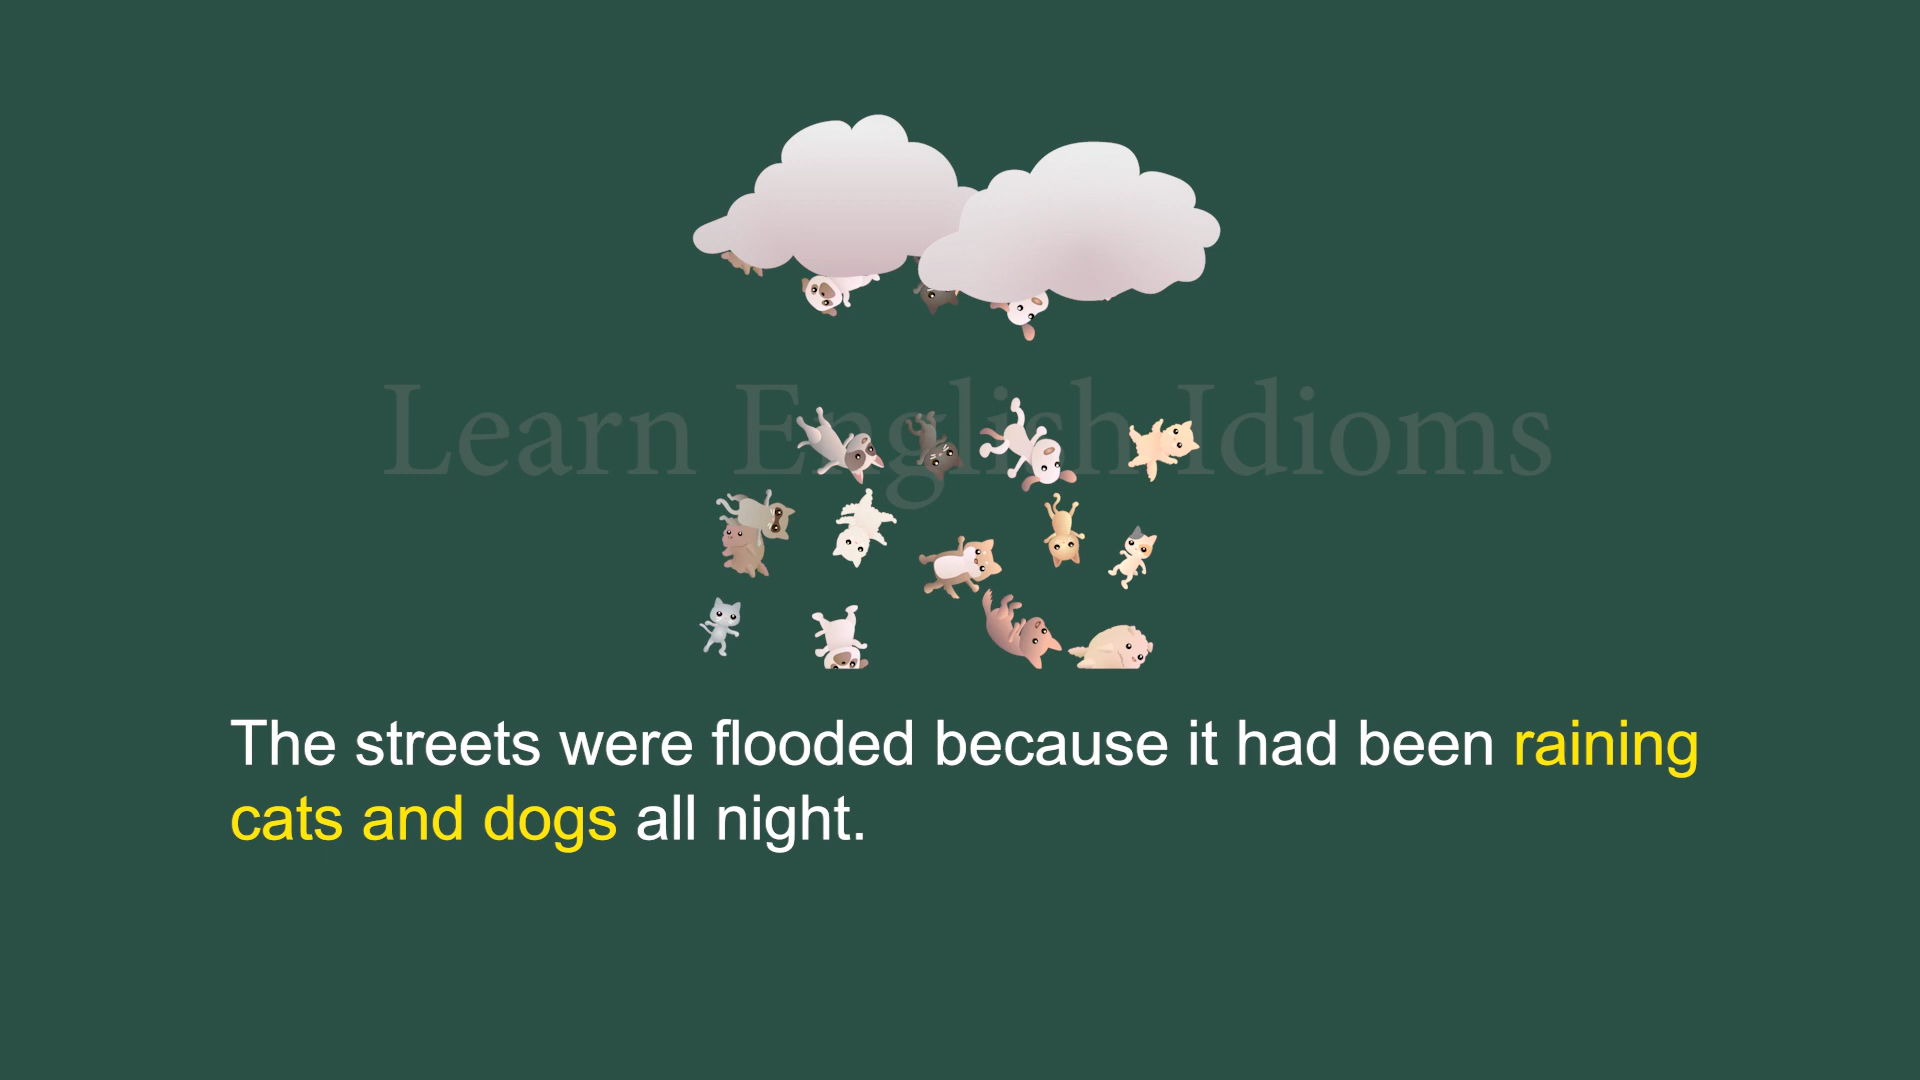 Learn English Idioms
The streets were flooded because it had been raining
cats and dogs all night.